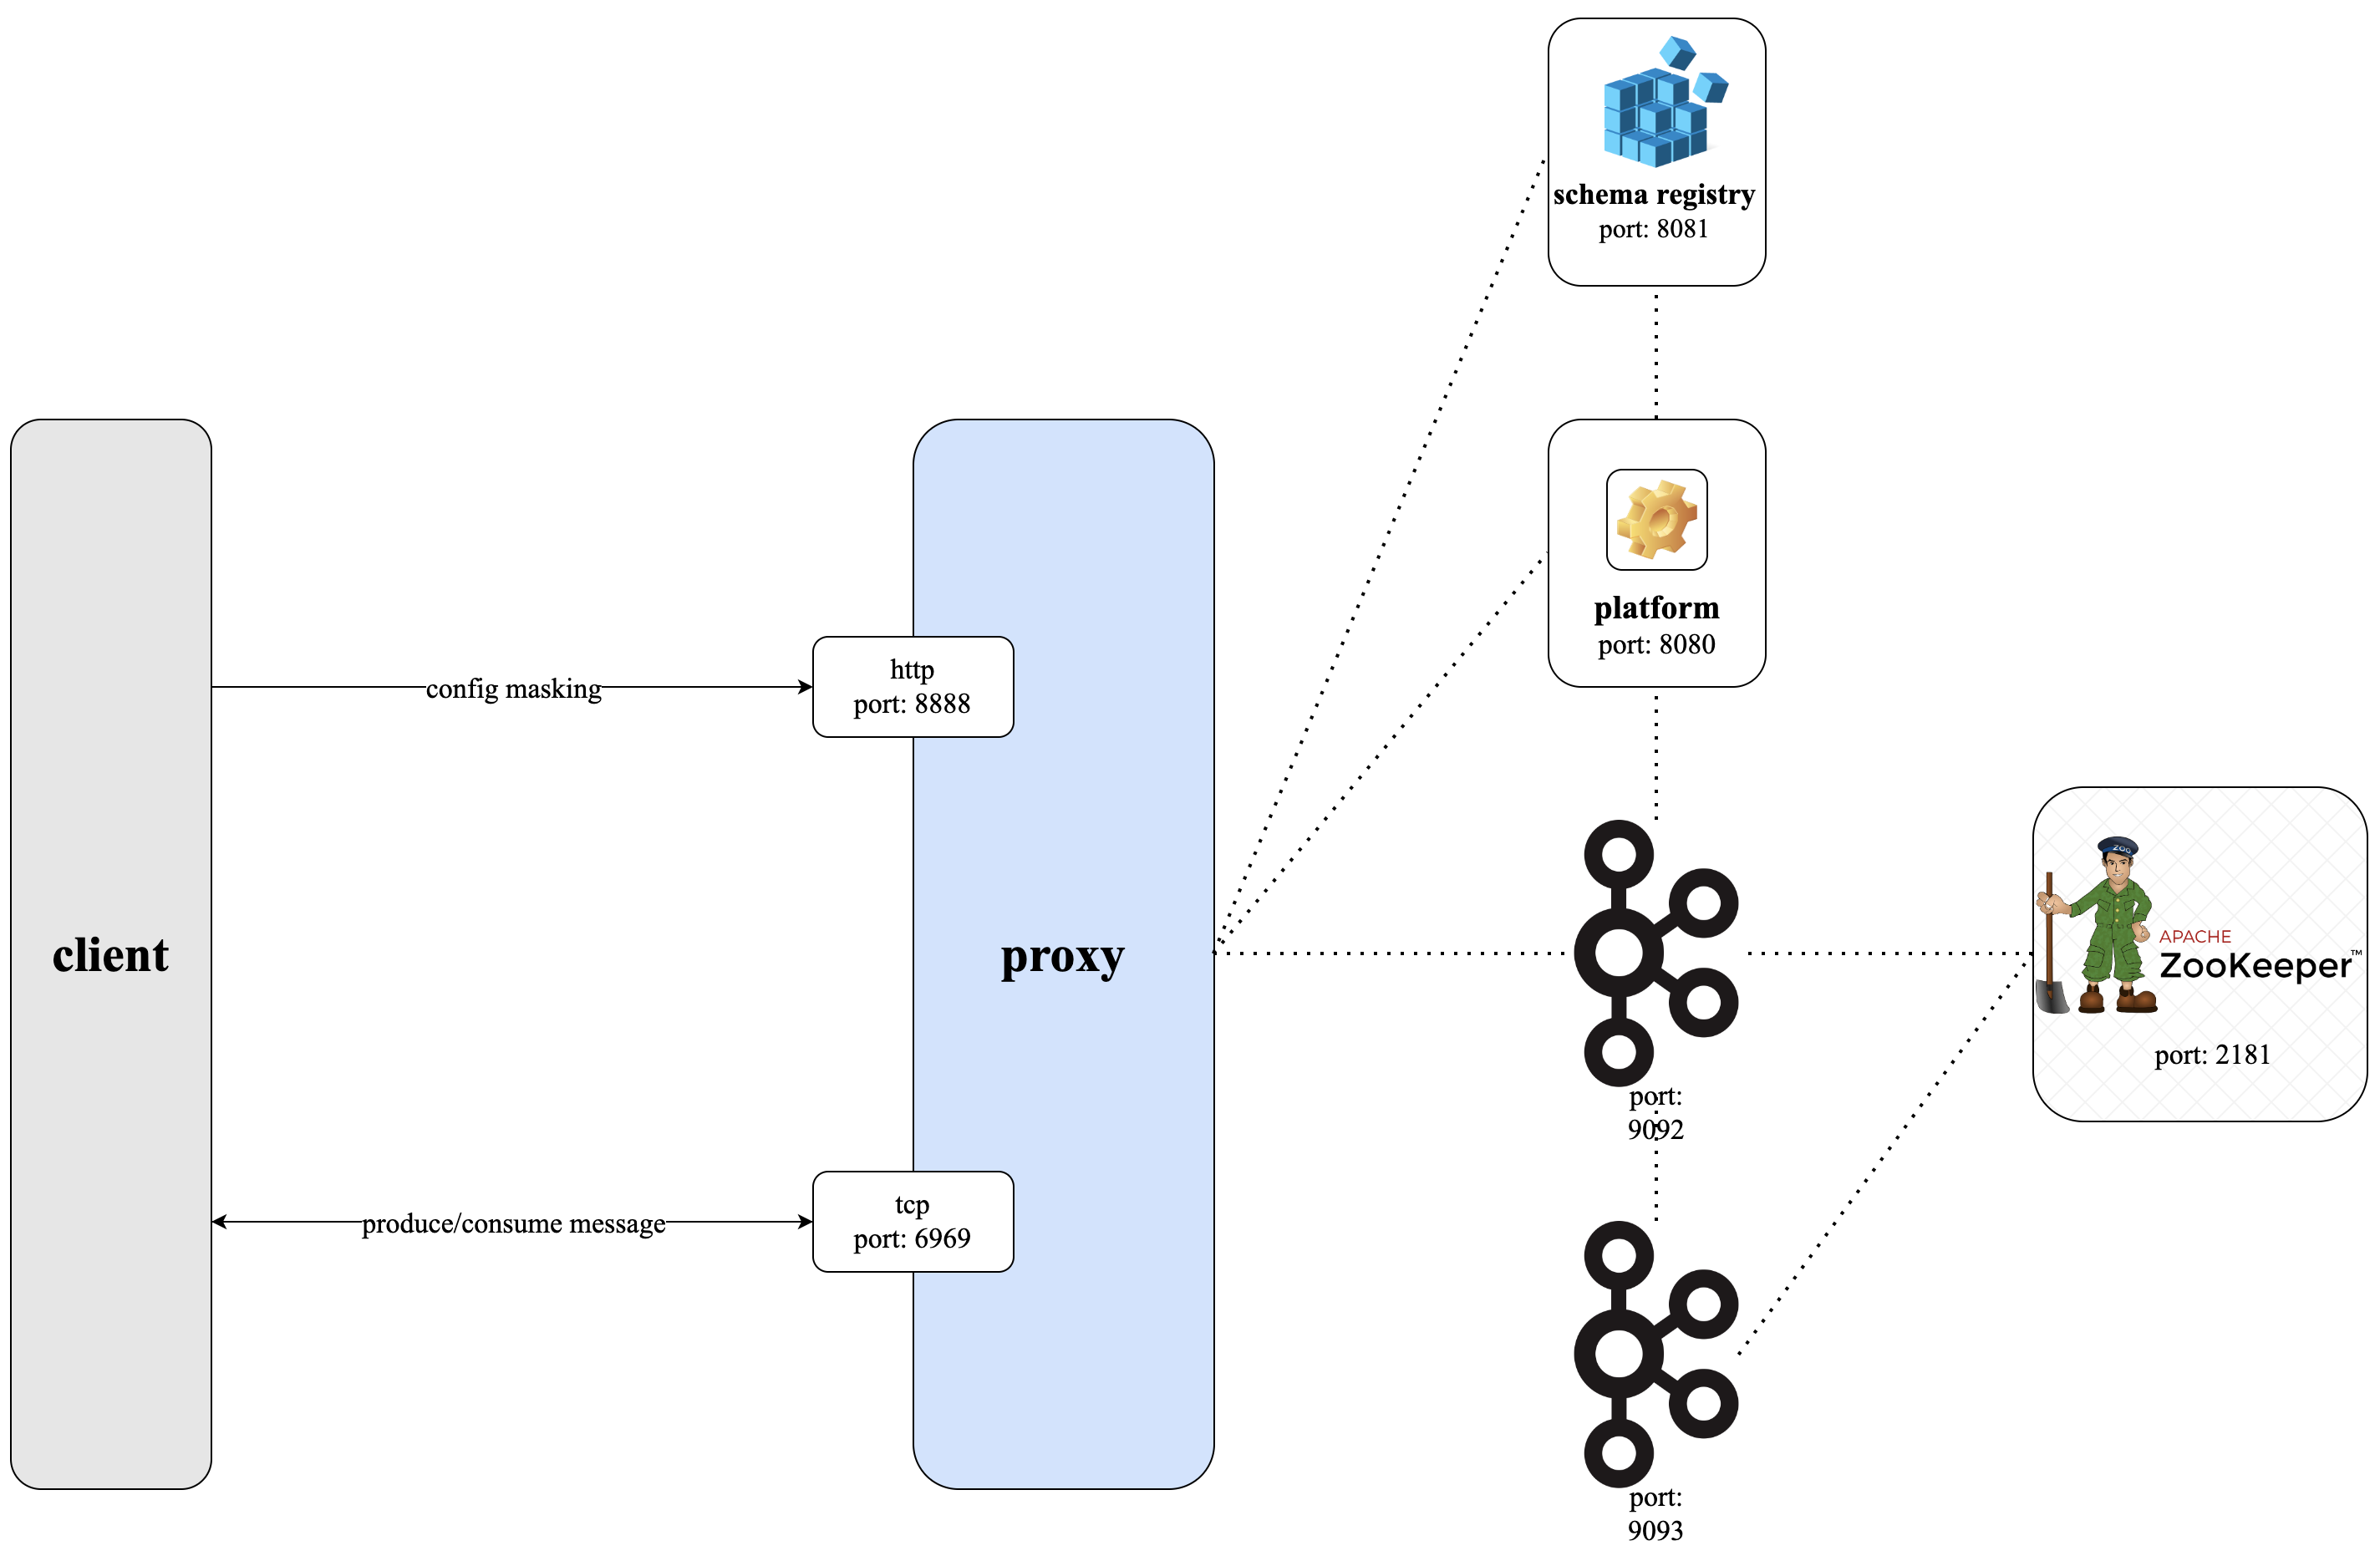 schema registry
port: 8081
platform
port: 8080
http
port: 8888
config masking
client
proxy
ZOO
APACHE
ZooKeeper™
port: 2181
port:
9092
tcp
port: 6969
produce/consume message
port:
9093